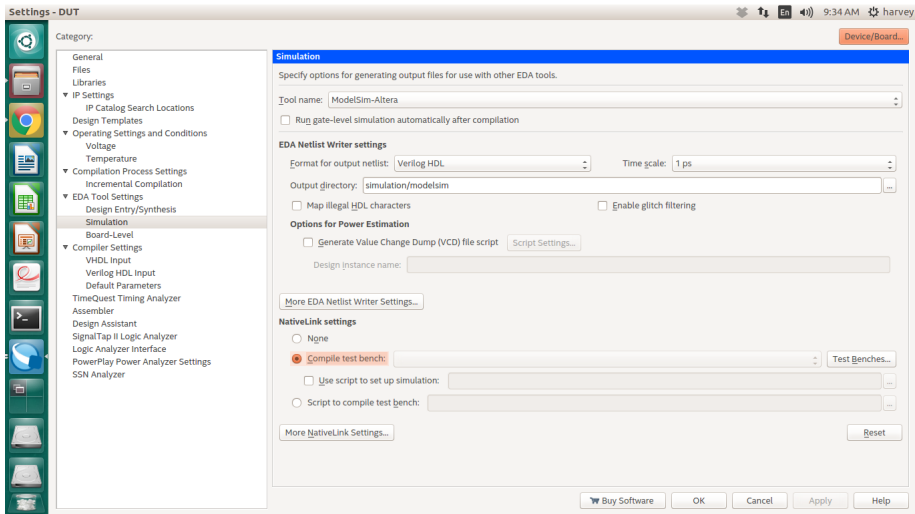 Settings - DUT
En
9:34 AM
harvey
Category:
Device/Board...
General
Files
Libraries
IP Settings
IP Catalog Search Locations
Design Templates
Operating Settings and Conditions
Voltage
Temperature
Compilation Process Settings
Incremental Compilation
EDA Tool Settings
Design Entry/Synthesis
Simulation
Board-Level
Compiler Settings
VHDL Input
Verilog HDL Input
Default Parameters
TimeQuest Timing Analyzer
Assembler
Design Assistant
SignalTap II Logic Analyzer
Logic Analyzer Interface
PowerPlay Power Analyzer Settings
SSN Analyzer
Simulation
Specify options for generating output files for use with other EDA tools.
Tool name: ModelSim-Altera
Run gate-level simulation automatically after compilation
EDA Netlist Writer settings
Format for output netlist: Verilog HDL Time scale: 1 ps
Output directory: simulation/modelsim ...
Map illegal HDL characters Enable glitch filtering
Options for Power Estimation
Generate Value Change Dump (VCD) file script Script Settings...
Design instance name:
More EDA Netlist Writer Settings...
NativeLink settings
None
Compile test bench: Test Benches...
Use script to set up simulation: ...
Script to compile test bench: ...
More NativeLink Settings... Reset
Buy Software OK Cancel Apply Help